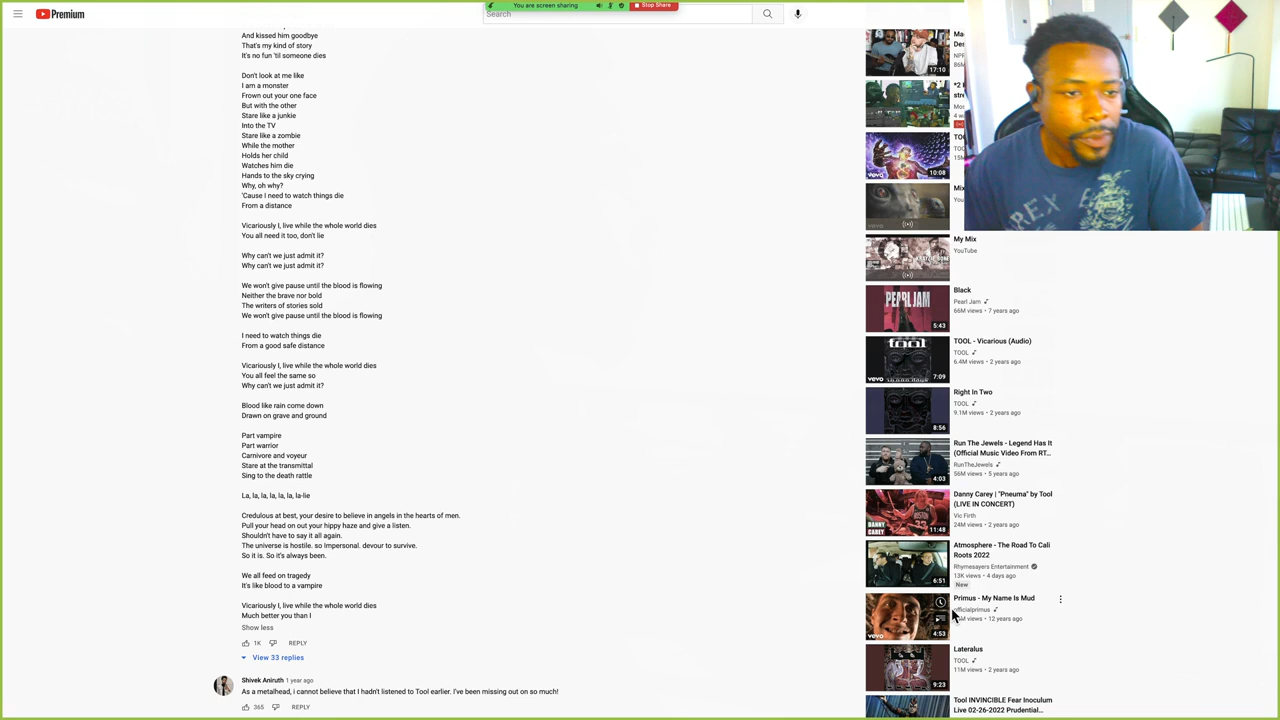 Premium
You are screen sharing
Stop Share
Search
And kissed him goodbye
That's my kind of story
It's no fun 'til someone dies
Don't look at me like
I am a monster
Frown out your one face
But with the other
Stare like a junkie
Into the TV
Stare like a zombie
While the mother
Holds her child
Watches him die
Hands to the sky crying
Why, oh why?
'Cause I need to watch things die
From a distance
Vicariously I, live while the whole world dies
You all need it too, don't lie
Why can't we just admit it?
Why can't we just admit it?
We won't give pause until the blood is flowing
Neither the brave nor bold
The writers of stories sold
We won't give pause until the blood is flowing
I need to watch things die
From a good safe distance
Vicariously I, live while the whole world dies
You all feel the same so
Why can't we just admit it?
Blood like rain come down
Drawn on grave and ground
Part vampire
Part warrior
Carnivore and voyeur
Stare at the transmittal
Sing to the death rattle
La, la, la, la, la, la, la-lie
Credulous at best, your desire to believe in angels in the hearts of men.
Pull your head on out your hippy haze and give a listen.
Shouldn't have to say it all again.
The universe is hostile. so Impersonal. devour to survive.
So it is. So it's always been.
We all feed on tragedy
It's like blood to a vampire
Vicariously I, live while the whole world dies
Much better you than I
Show less
1K REPLY
View 33 replies
Shivek Aniruth 1 year ago
As a metalhead, i cannot believe that I hadn't listened to Tool earlier. I've been missing out on so much!
365 REPLY
17:10
10:08
vevo
My Mix
YouTube
PEARL JAM
5:43
Black
Pearl Jam
66M views • 7 years ago
tool
vevo
7:09
TOOL - Vicarious (Audio)
TOOL
6.4M views • 2 years ago
8:56
Right In Two
TOOL
9.1M views • 2 years ago
4:03
Run The Jewels - Legend Has It
(Official Music Video From RT...
RunTheJewels
56M views • 5 years ago
DANNY
CAREY
11:48
Danny Carey | "Pneuma" by Tool
(LIVE IN CONCERT)
Vic Firth
24M views • 2 years ago
6:51
Atmosphere - The Road To Cali
Roots 2022
Rhymesayers Entertainment
13K views • 4 days ago
New
vevo
4:53
Primus - My Name Is Mud
officialprimus
views • 12 years ago
9:23
Lateralus
TOOL
11M views • 2 years ago
Tool INVINCIBLE Fear Inoculum
Live 02-26-2022 Prudential...